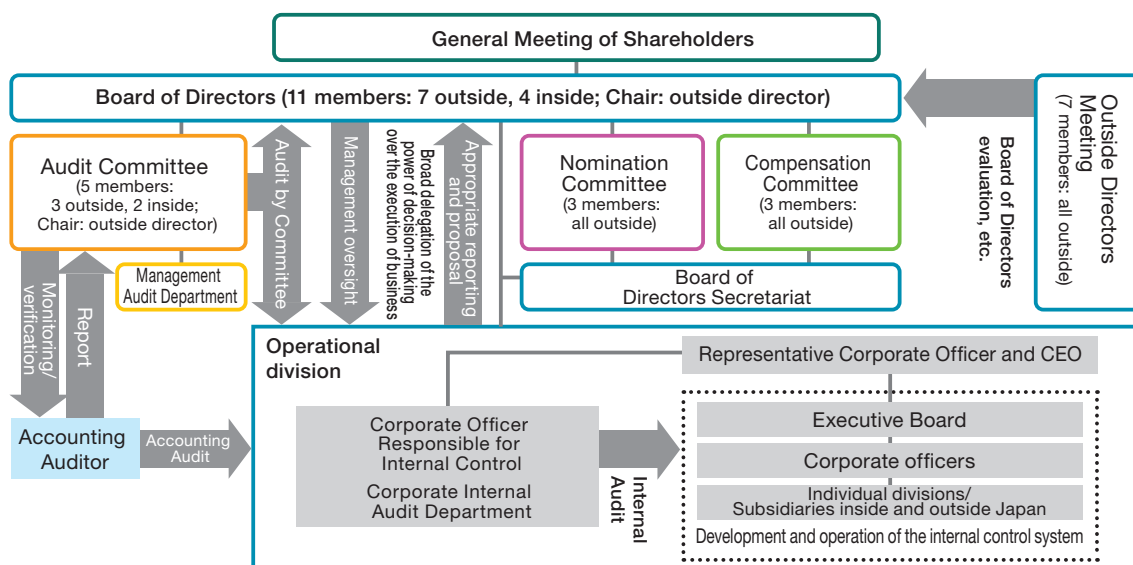 General Meeting of Shareholders
Board of Directors (11 members: 7 outside, 4 inside; Chair: outside director)
Outside Directors
Meeting
(7 members: all outside)
Board of Directors
evaluation, etc.
Audit Committee
(5 members:
3 outside, 2 inside;
Chair: outside director)
Management
Audit Department
Audit by Committee
Management oversight
Broad delegation of the
power of decision-making
over the execution of business
Appropriate reporting
and proposal
Nomination
Committee
(3 members:
all outside)
Compensation
Committee
(3 members:
all outside)
Board of
Directors Secretariat
Monitoring/
verification
Report
Accounting
Auditor
Accounting
Audit
Operational
division
Representative Corporate Officer and CEO
Corporate Officer
Responsible for
Internal Control
Corporate Internal
Audit Department
Internal
Audit
Executive Board
Corporate officers
Individual divisions/
Subsidiaries inside and outside Japan
Development and operation of the internal control system